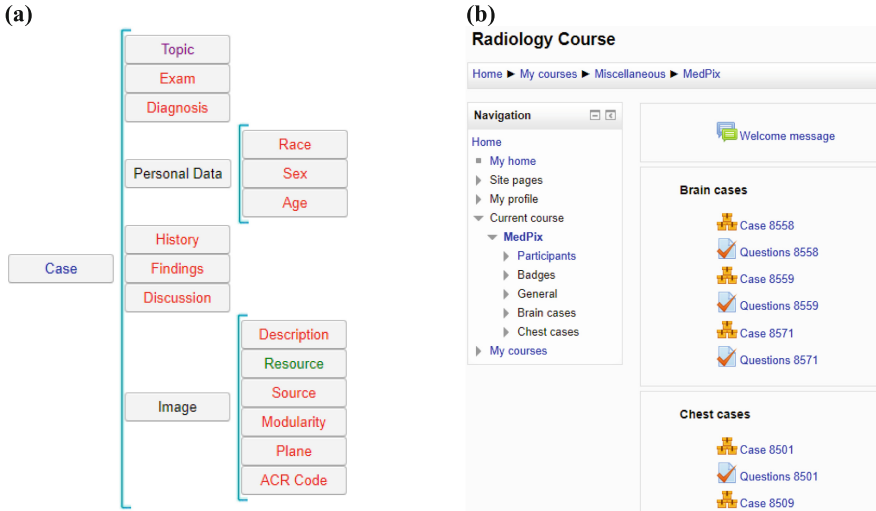 (a)
Topic
Exam
Diagnosis
Race
Personal Data
Sex
Age
History
Case
Findings
Discussion
Description
Resource
Source
Image
Modularity
Plane
ACR Code
(b)
Radiology Course
Home ► My courses ► Miscellaneous ► MedPix
Navigation
Home
My home
Site pages
My profile
Current course
MedPix
Participants
Badges
General
Brain cases
Chest cases
My courses
Welcome message
Brain cases
Case 8558
Questions 8558
Case 8559
Questions 8559
Case 8571
Questions 8571
Chest cases
Case 8501
Questions 8501
Case 8509